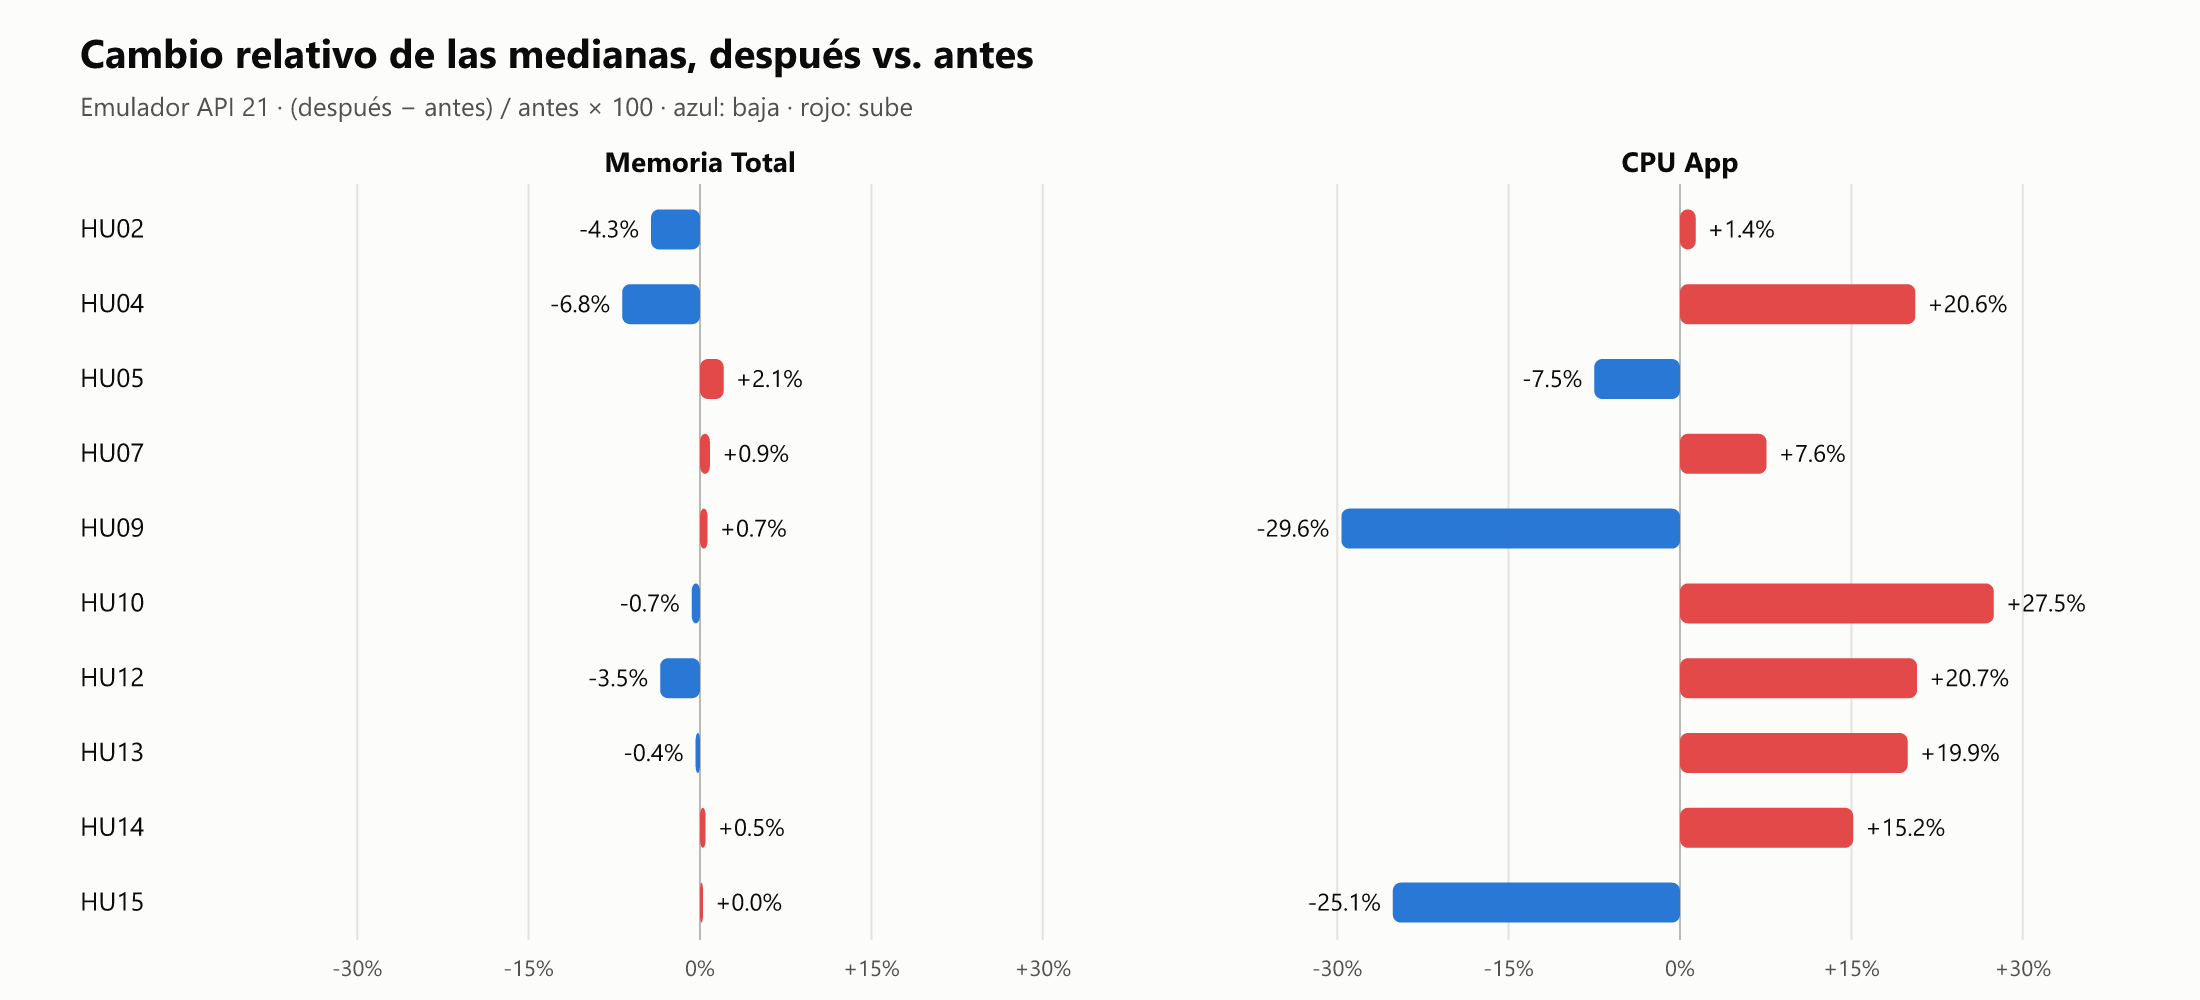 Cambio relativo de las medianas, después vs. antes
Emulador API 21 · (después − antes) / antes × 100 · azul: baja · rojo: sube
Memoria Total CPU App
HU02 -4.3% +1.4%
HU04 -6.8% +20.6%
HU05 +2.1% -7.5%
HU07 +0.9% +7.6%
HU09 +0.7% -29.6%
HU10 -0.7% +27.5%
HU12 -3.5% +20.7%
HU13 -0.4% +19.9%
HU14 +0.5% +15.2%
HU15 +0.0% -25.1%
-30% -15% 0% +15% +30% -30% -15% 0% +15% +30%